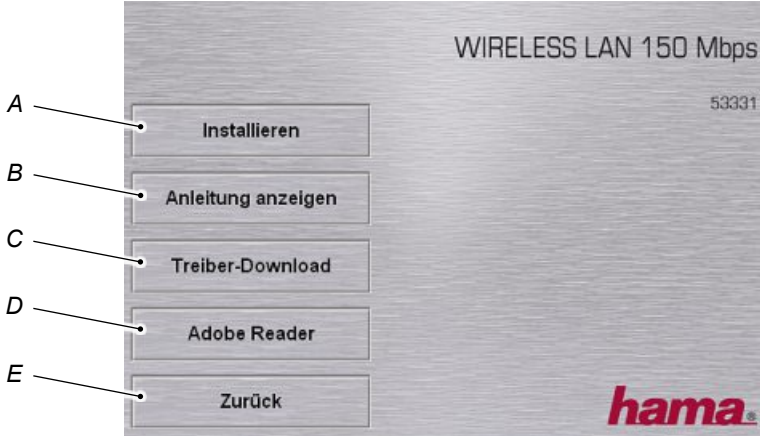 WIRELESS LAN 150 Mbps
53331
A
Installieren
B
Anleitung anzeigen
C
Treiber-Download
D
Adobe Reader
E
Zurück
hama®